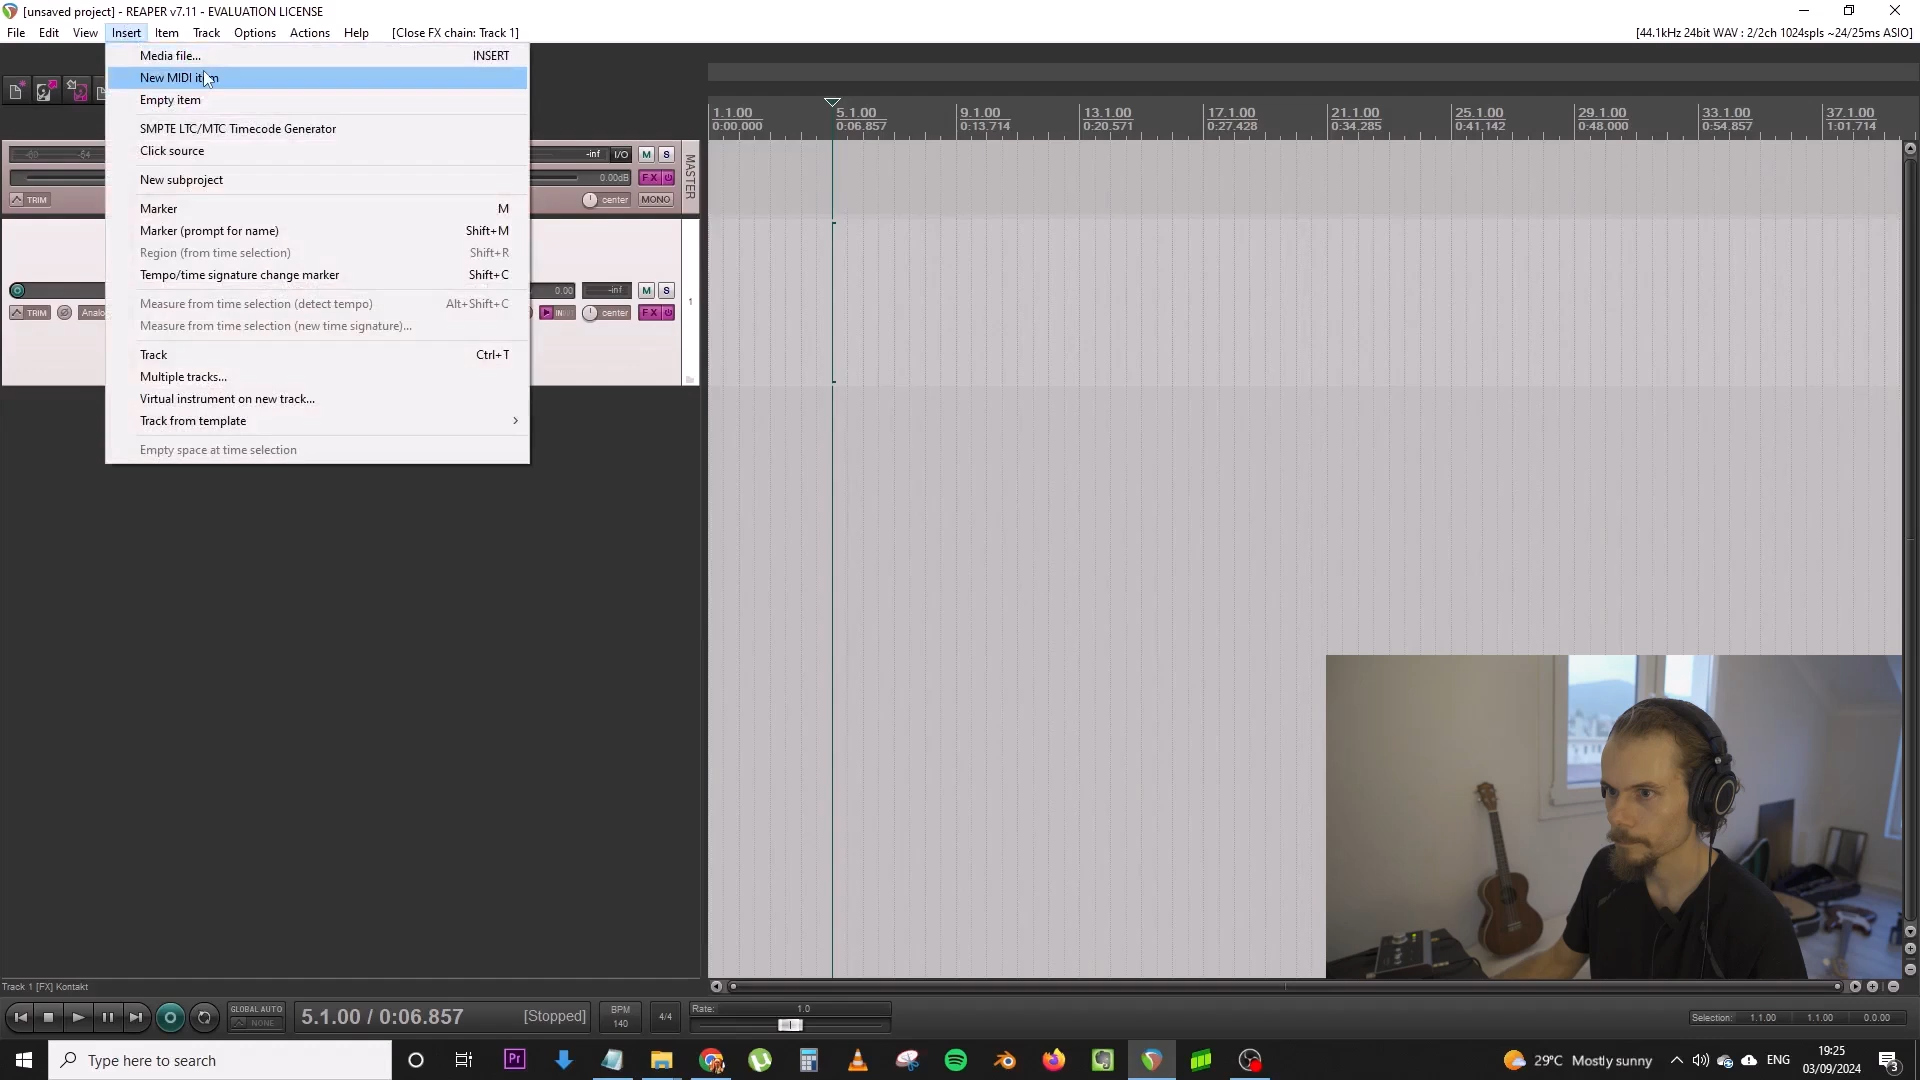 [unsaved project] - REAPER v7.11 - EVALUATION LICENSE
File Edit View Insert Item Track Options Actions Help [Close FX chain: Track 1]
[44.1kHz 24bit WAV : 2/2ch 1024spls ~24/25ms ASIO]
Media file... INSERT
New MIDI item
Empty item
SMPTE LTC/MTC Timecode Generator
Click source
New subproject
Marker M
Marker (prompt for name) Shift+M
Region (from time selection) Shift+R
Tempo/time signature change marker Shift+C
Measure from time selection (detect tempo) Alt+Shift+C
Measure from time selection (new time signature)...
Track Ctrl+T
Multiple tracks...
Virtual instrument on new track...
Track from template
Empty space at time selection
1.1.00 5.1.00 9.1.00 13.1.00 17.1.00 21.1.00 25.1.00 29.1.00 33.1.00 37.1.00
0:00.000 0:06.857 0:13.714 0:20.571 0:27.428 0:34.285 0:41.142 0:48.000 0:54.857 1:01.714
-60 -54 -inf I/O M S
MASTER
0.00dB FX
TRIM center MONO
0.00 -inf M S
1
TRIM Analo IN center FX
Track 1 [FX] Kontakt
GLOBAL AUTO
NONE
5.1.00 / 0:06.857 [Stopped]
BPM
140
4/4
Rate: 1.0
Selection: 1.1.00 1.1.00 0.0.00
Type here to search
Pr
29°C Mostly sunny
ENG
19:25
03/09/2024
3